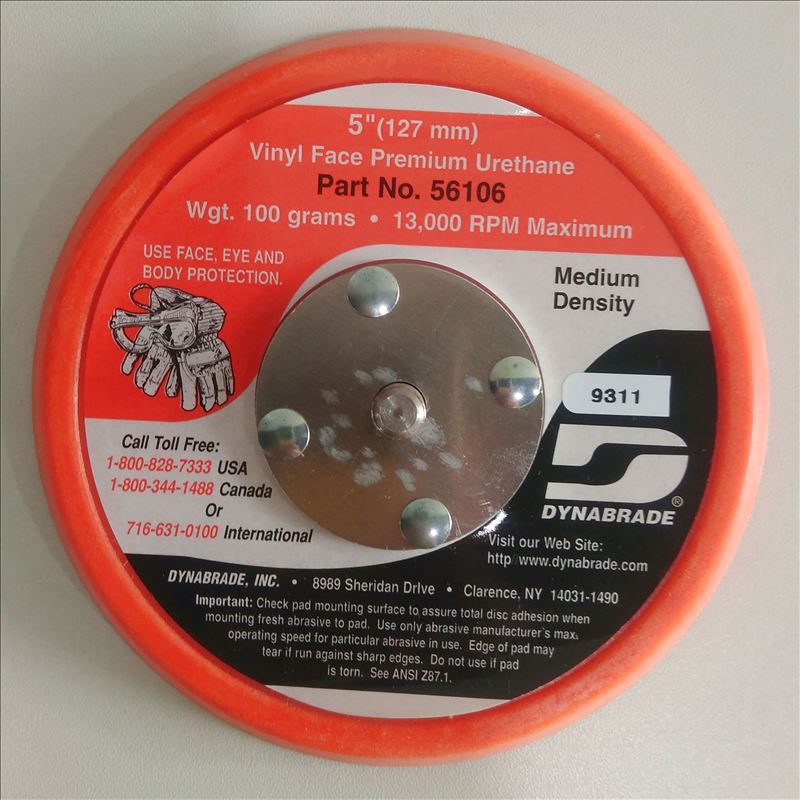 5" (127 mm)
Vinyl Face Premium Urethane
Part No. 56106
Wgt. 100 grams • 13,000 RPM Maximum
USE FACE, EYE AND
BODY PROTECTION.
Medium
Density
9311
DYNABRADE®
Call Toll Free:
1-800-828-7333 USA
1-800-344-1488 Canada
Or
716-631-0100 International
Visit our Web Site:
http://www.dynabrade.com
DYNABRADE, INC. • 8989 Sheridan Drive • Clarence, NY 14031-1490
Important: Check pad mounting surface to assure total disc adhesion when
mounting fresh abrasive to pad. Use only abrasive manufacturer's max.
operating speed for particular abrasive in use. Edge of pad may
tear if run against sharp edges. Do not use if pad
is torn. See ANSI Z87.1.